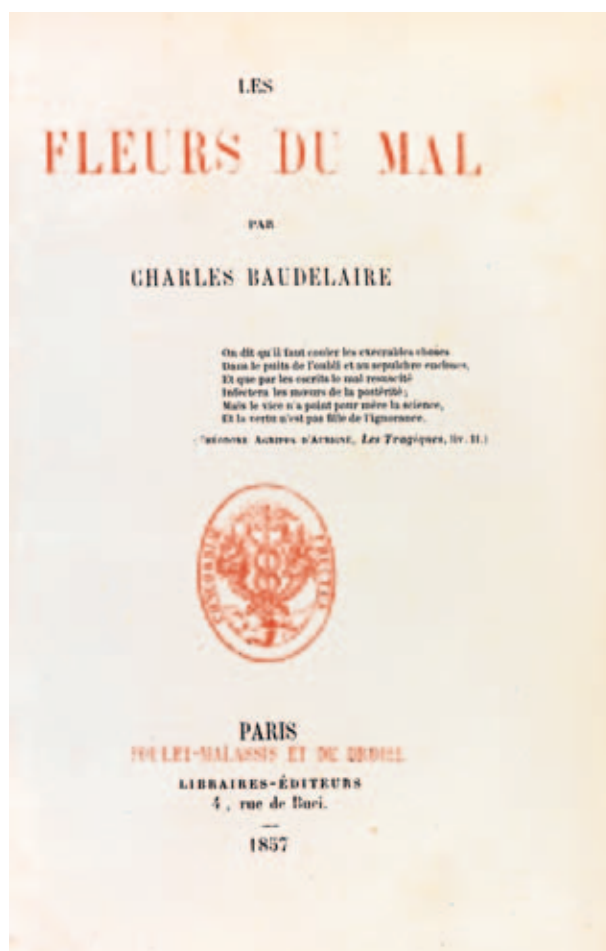 LES
FLEURS DU MAL
PAR
CHARLES BAUDELAIRE
On dit qu'il faut couler les execrables choses
Dans le puits de l'oubli et au sepulchre encloses,
Et que par les escrits le mal resuscité
Infectera les mœurs de la postérité;
Mais le vice n'a point pour mère la science,
Et la vertu n'est pas fille de l'ignorance.
(THÉODORE AGRIPPA D'AUBIGNÉ, Les Tragiques, liv. II.)
CONCORDIÆ FRUCTUS
PARIS
POULET-MALASSIS ET DE BROISE
LIBRAIRES-ÉDITEURS
4, rue de Buci.
1857